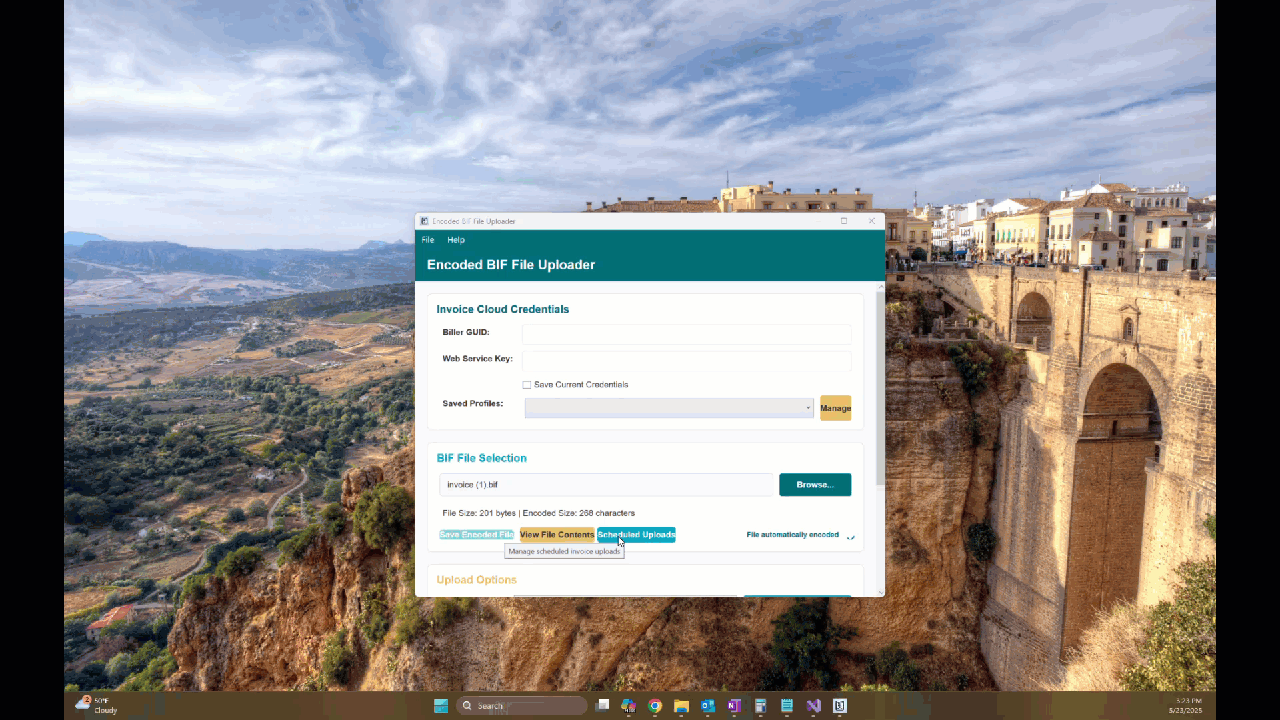 Encoded BIF File Uploader
File Help
Encoded BIF File Uploader
Invoice Cloud Credentials
Biller GUID:
Web Service Key:
Save Current Credentials
Saved Profiles:
Manage
BIF File Selection
invoice (1).bif
Browse...
File Size: 201 bytes | Encoded Size: 268 characters
Save Encoded File View File Contents Scheduled Uploads File automatically encoded
Manage scheduled invoice uploads
Upload Options
Search
Cloudy
3:23 PM
5/23/2025